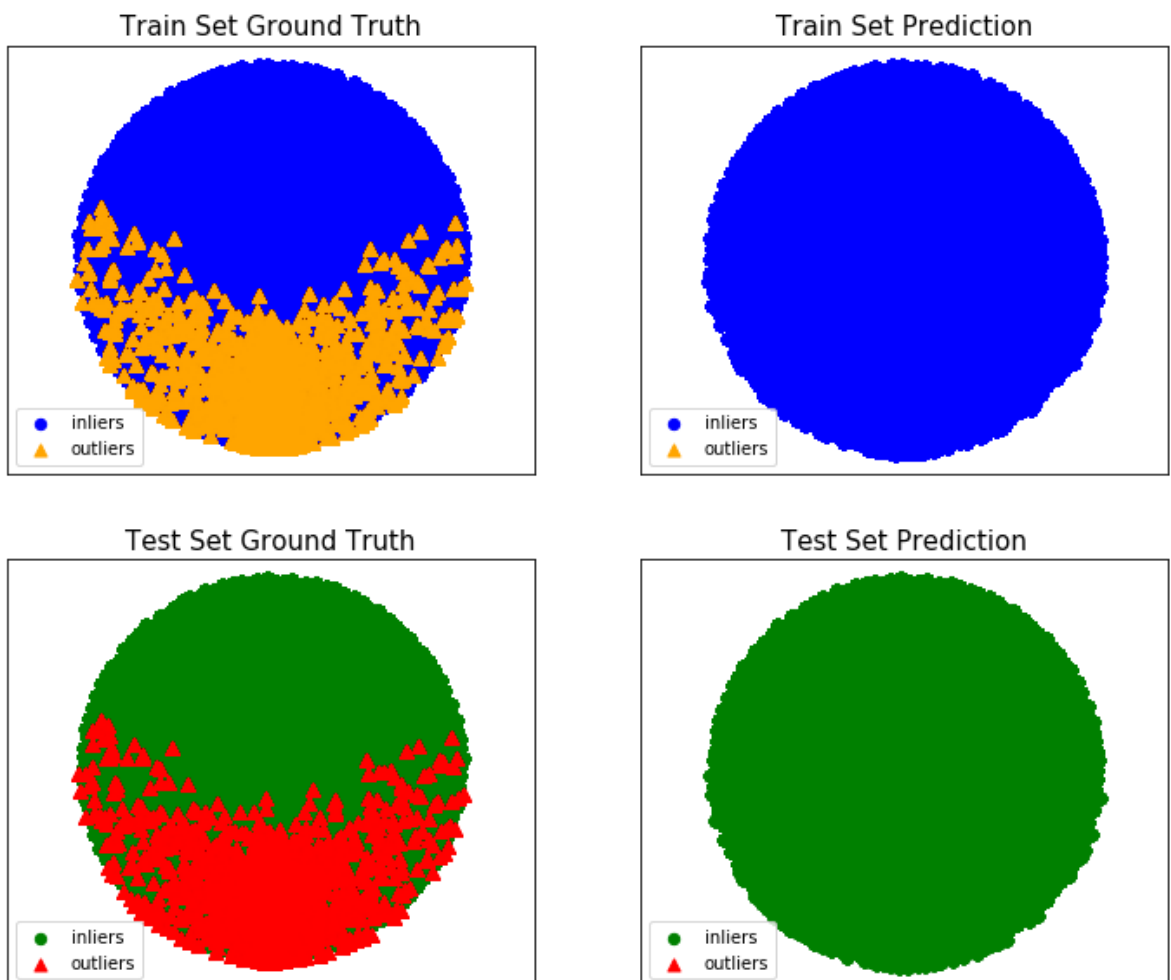 Train Set Ground Truth
Train Set Prediction
inliers
outliers
inliers
outliers
Test Set Ground Truth
Test Set Prediction
inliers
outliers
inliers
outliers